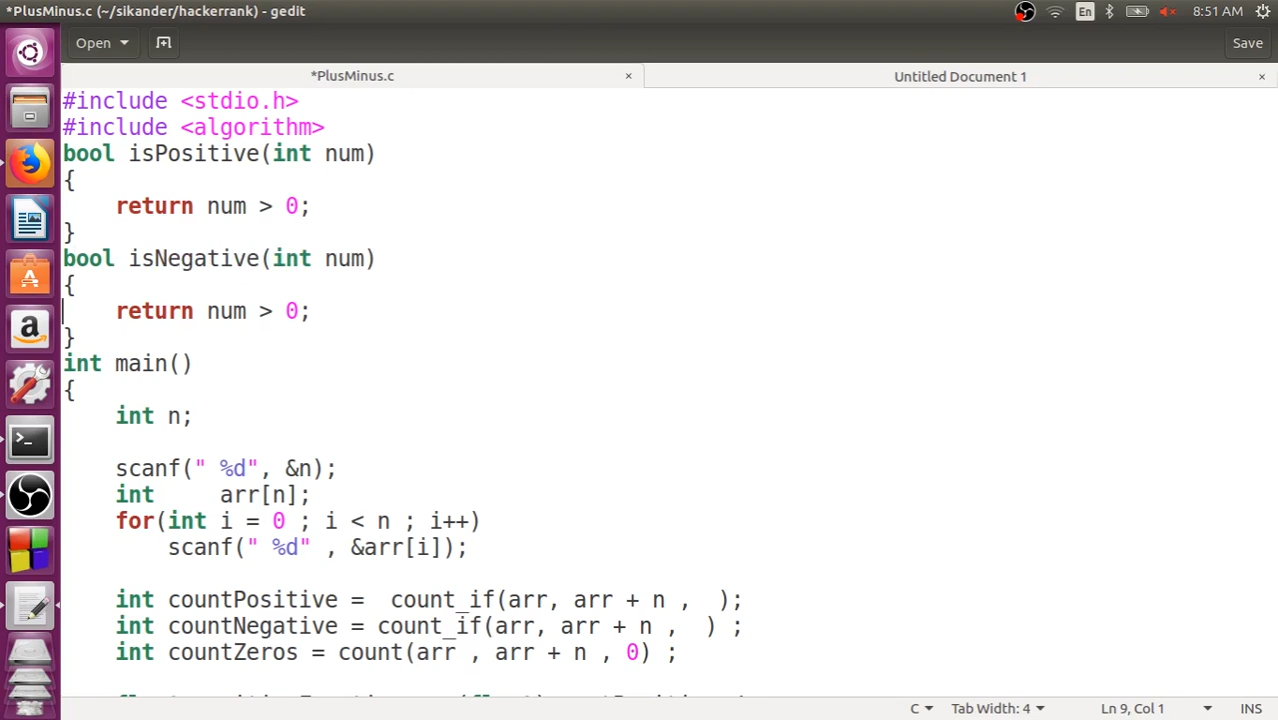 *PlusMinus.c (~/sikander/hackerrank) - gedit
En
8:51 AM
Open
Save
*PlusMinus.c ×
Untitled Document 1 ×
#include <stdio.h>
#include <algorithm>
bool isPositive(int num)
{
    return num > 0;
}
bool isNegative(int num)
{
    return num > 0;
}
int main()
{
    int n;
    scanf(" %d", &n);
    int     arr[n];
    for(int i = 0 ; i < n ; i++)
        scanf(" %d" , &arr[i]);
    int countPositive =  count_if(arr, arr + n ,  );
    int countNegative = count_if(arr, arr + n ,  ) ;
    int countZeros = count(arr , arr + n , 0) ;
C
Tab Width: 4
Ln 9, Col 1
INS